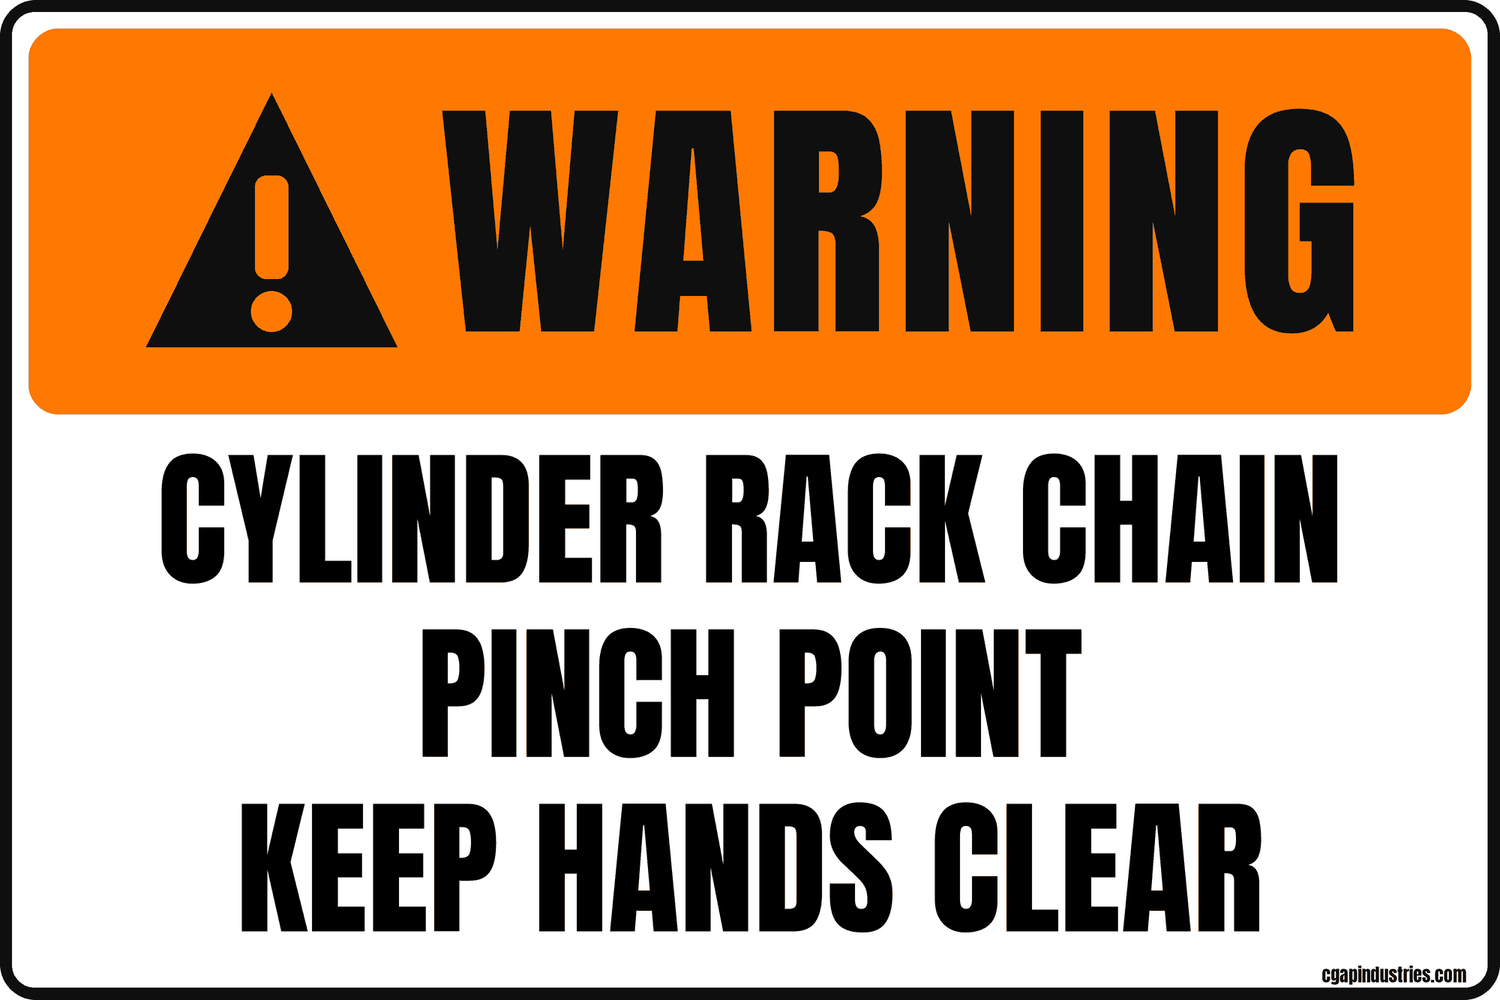 WARNING
CYLINDER RACK CHAIN
PINCH POINT
KEEP HANDS CLEAR
cgapindustries.com